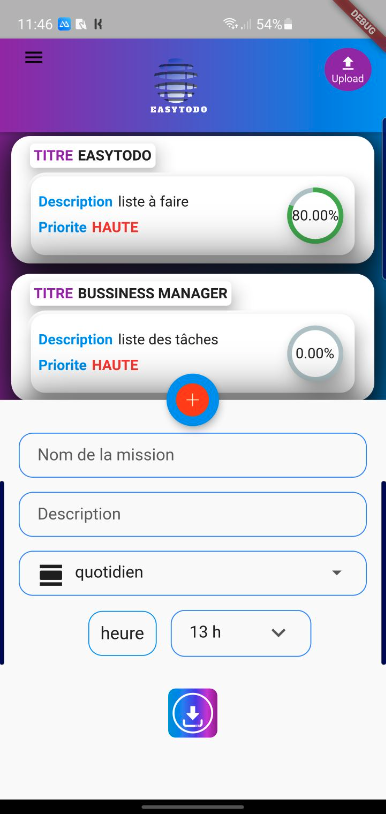 11:46
54%
DEBUG
Upload
EASYTODO
TITRE EASYTODO
Description liste à faire
Priorite HAUTE
80.00%
TITRE BUSSINESS MANAGER
Description liste des tâches
Priorite HAUTE
0.00%
Nom de la mission
Description
quotidien
heure
13 h